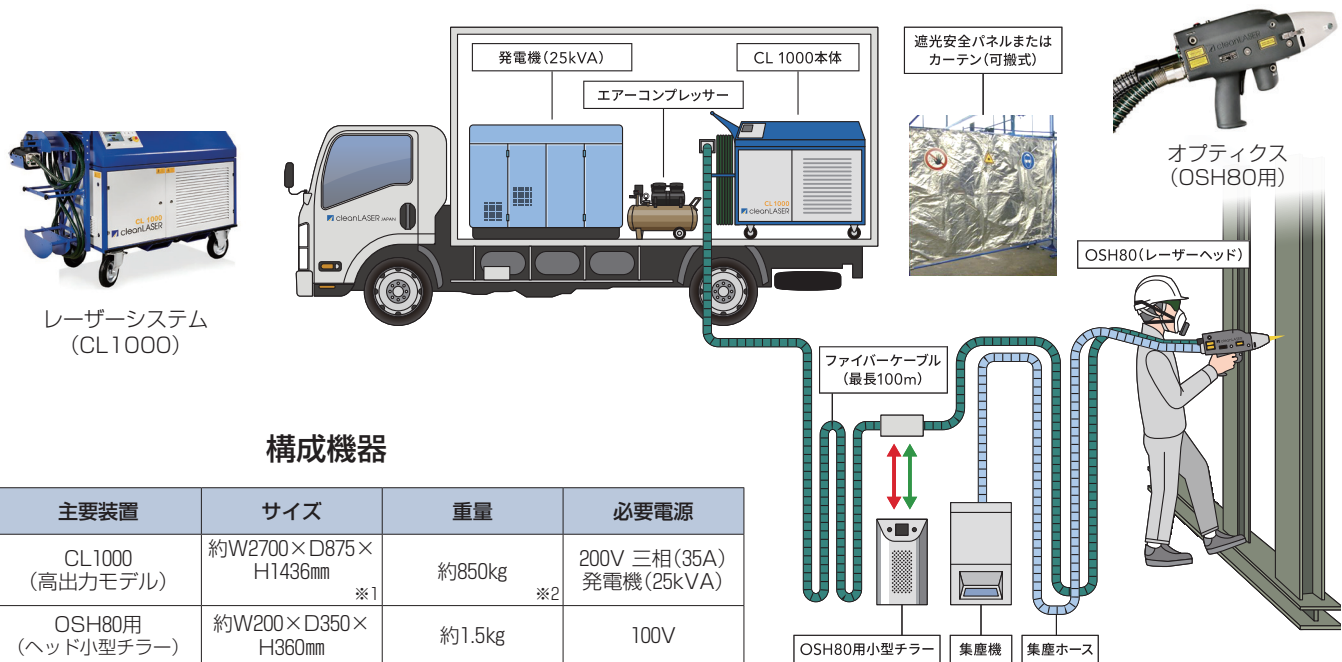 発電機(25kVA)
エアーコンプレッサー
CL 1000本体
遮光安全パネルまたは
カーテン(可搬式)
cleanLASER
オプティクス
(OSH80用)
CL 1000
cleanLASER
レーザーシステム
(CL1000)
cleanLASER JAPAN
CL 1000
cleanLASER
OSH80(レーザーヘッド)
cleanLASER
ファイバーケーブル
(最長100m)
OSH80用小型チラー
集塵機
集塵ホース
構成機器
主要装置 サイズ 重量 必要電源
CL1000
(高出力モデル)
約W2700×D875×
H1436mm
※1
約850kg
※2
200V 三相(35A)
発電機(25kVA)
OSH80用
(ヘッド小型チラー)
約W200×D350×
H360mm
約1.5kg
100V